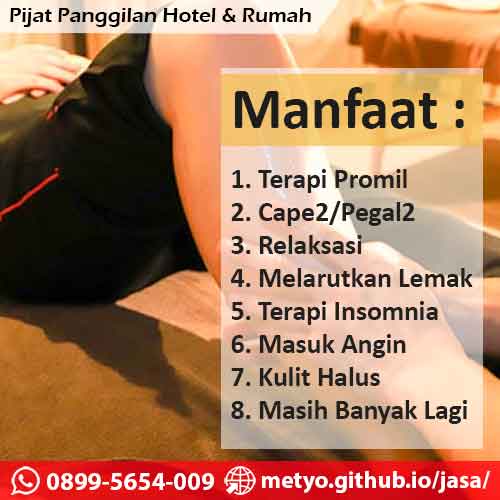 Pijat Panggilan Hotel & Rumah
Manfaat :
1. Terapi Promil
2. Cape2/Pegal2
3. Relaksasi
4. Melarutkan Lemak
5. Terapi Insomnia
6. Masuk Angin
7. Kulit Halus
8. Masih Banyak Lagi
0899-5654-009 metyo.github.io/jasa/